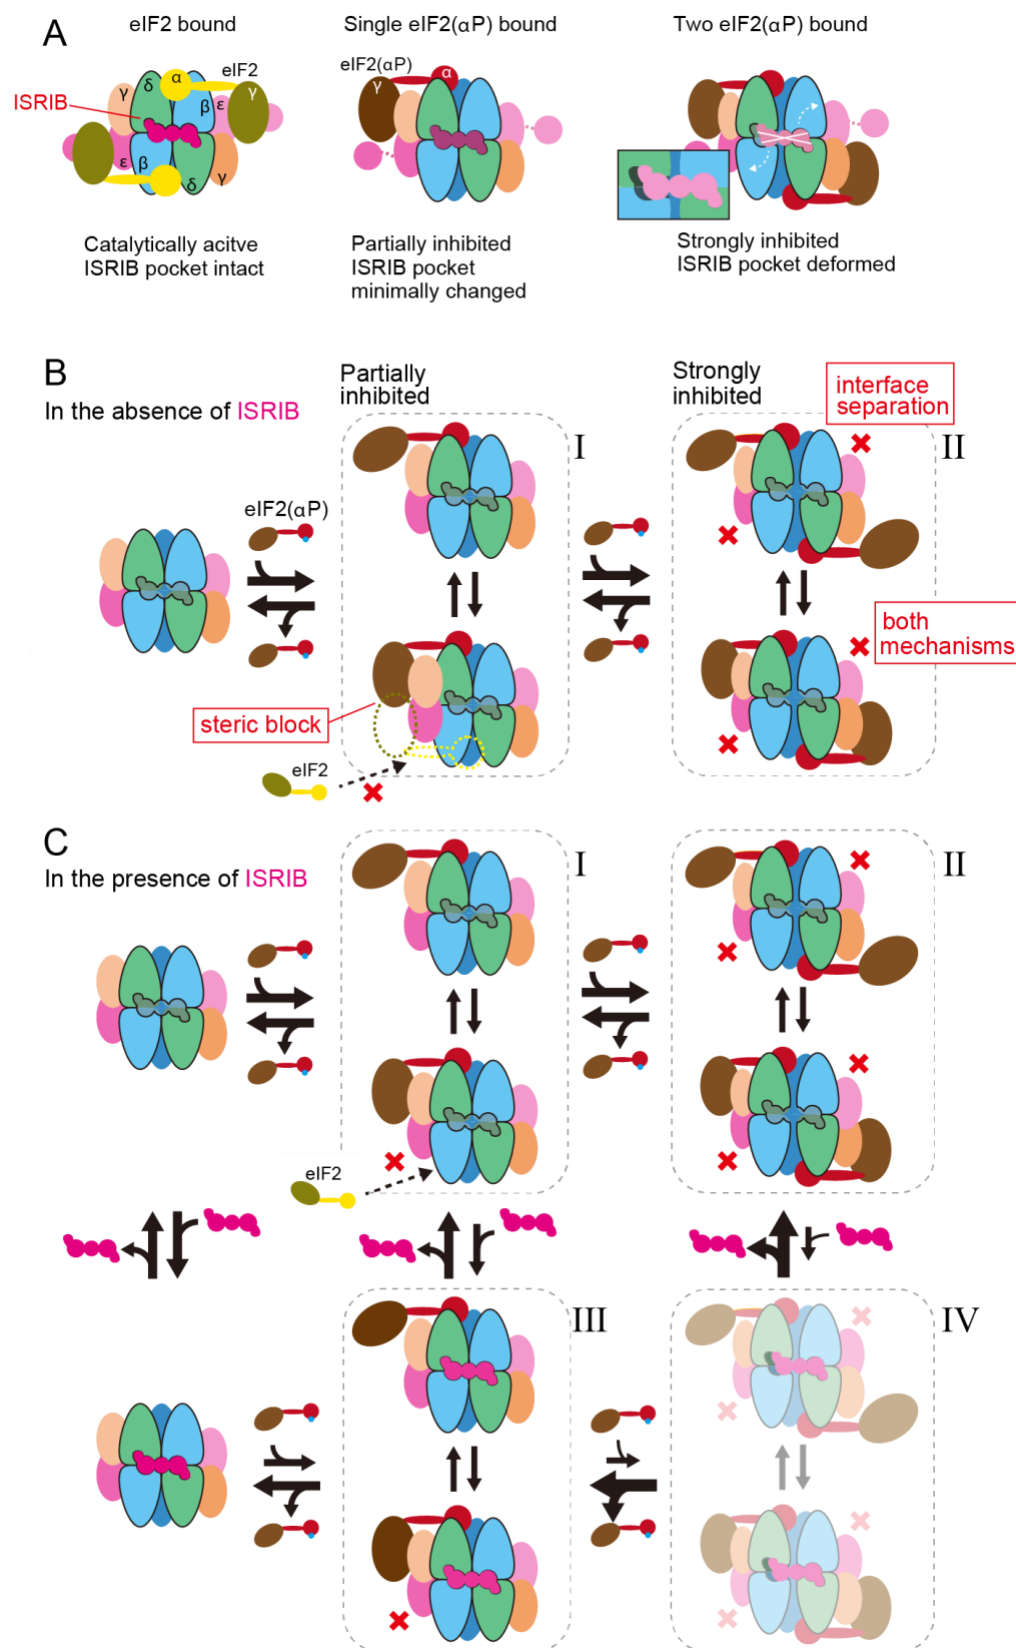 A
eIF2 bound
Single eIF2(αP) bound
Two eIF2(αP) bound
ISRIB
γ
δ
α
eIF2
γ
β
ε
ε
β
δ
γ
eIF2(αP)
γ
α
Catalytically acitve
ISRIB pocket intact
Partially inhibited
ISRIB pocket
minimally changed
Strongly inhibited
ISRIB pocket deformed
B
In the absence of ISRIB
Partially
inhibited
Strongly
inhibited
interface
separation
I
II
eIF2(αP)
both
mechanisms
steric block
eIF2
C
In the presence of ISRIB
I
II
eIF2
III
IV